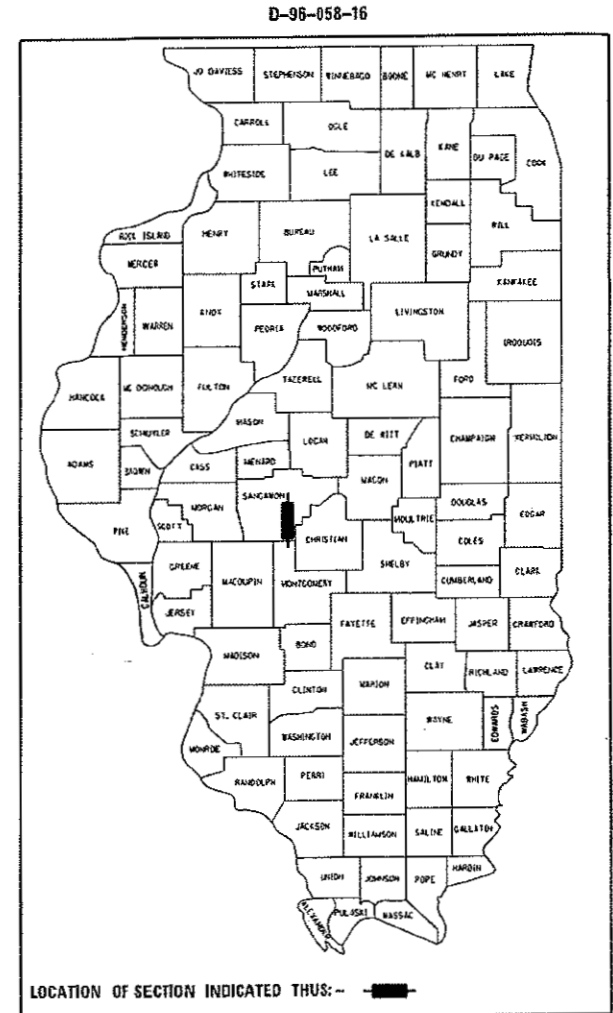 D-96-058-16
JO DAVIESS STEPHENSON WINNEBAGO BOONE MC HENRY LAKE
CARROLL OGLE
DE KALB KANE DU PAGE COOK
WHITESIDE LEE
KENDALL WILL
ROCK ISLAND HENRY BUREAU LA SALLE GRUNDY
MERCER PUTNAM KANKAKEE
STARK MARSHALL
HENDERSON WARREN KNOX PEORIA WOODFORD LIVINGSTON IROQUOIS
HANCOCK MC DONOUGH FULTON TAZEWELL MC LEAN FORD
MASON
SCHUYLER LOGAN DE WITT CHAMPAIGN VERMILION
ADAMS BROWN CASS MENARD PIATT
SANGAMON MACON
PIKE SCOTT MORGAN CHRISTIAN MOULTRIE DOUGLAS EDGAR
COLES
GREENE SHELBY
CALHOUN MACOUPIN MONTGOMERY CUMBERLAND CLARK
JERSEY
FAYETTE EFFINGHAM JASPER CRAWFORD
MADISON BOND
CLAY RICHLAND LAWRENCE
CLINTON MARION
ST. CLAIR WAYNE EDWARDS WABASH
WASHINGTON JEFFERSON
MONROE
RANDOLPH PERRY HAMILTON WHITE
FRANKLIN
JACKSON WILLIAMSON SALINE GALLATIN
UNION JOHNSON POPE HARDIN
ALEXANDER PULASKI MASSAC
LOCATION OF SECTION INDICATED THUS:-